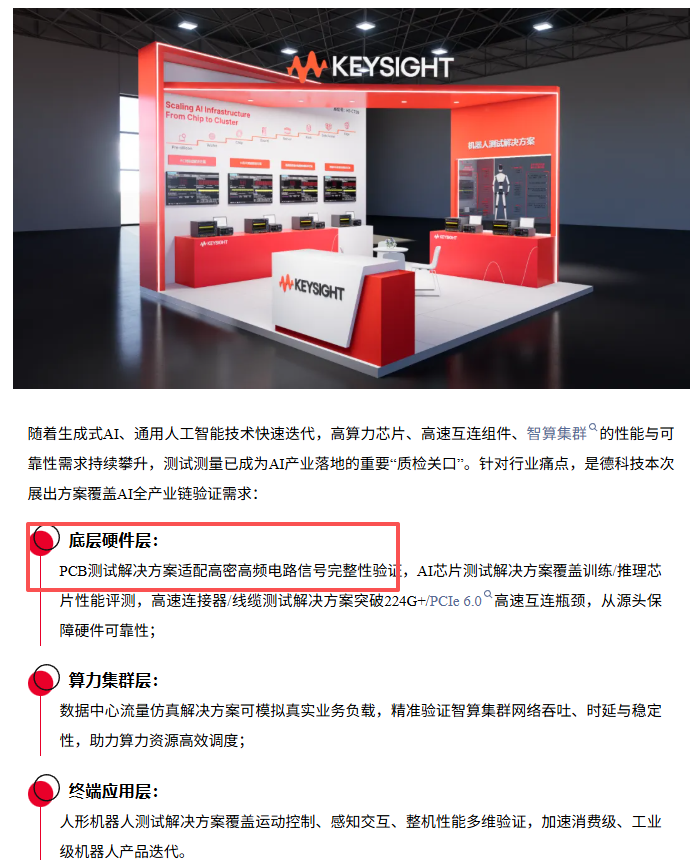 KEYSIGHT
Scaling AI Infrastructure
From Chip to Cluster
机器人测试解决方案
KEYSIGHT
KEYSIGHT
KEYSIGHT
随着生成式AI、通用人工智能技术快速迭代，高算力芯片、高速互连组件、智算集群的性能与可
靠性需求持续攀升，测试测量已成为AI产业落地的重要“质检关口”。针对行业痛点，是德科技本次
展出方案覆盖AI全产业链验证需求：
底层硬件层：
PCB测试解决方案适配高密高频电路信号完整性验证，AI芯片测试解决方案覆盖训练/推理芯
片性能评测，高速连接器/线缆测试解决方案突破224G+/PCIe 6.0高速互连瓶颈，从源头保
障硬件可靠性；
算力集群层：
数据中心流量仿真解决方案可模拟真实业务负载，精准验证智算集群网络吞吐、时延与稳定
性，助力算力资源高效调度；
终端应用层：
人形机器人测试解决方案覆盖运动控制、感知交互、整机性能多维验证，加速消费级、工业
级机器人产品迭代。